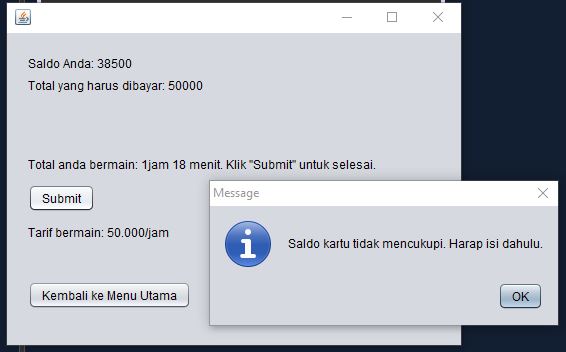 Saldo Anda: 38500
Total yang harus dibayar: 50000
Total anda bermain: 1jam 18 menit. Klik "Submit" untuk selesai.
Submit
Tarif bermain: 50.000/jam
Kembali ke Menu Utama
Message
Saldo kartu tidak mencukupi. Harap isi dahulu.
OK